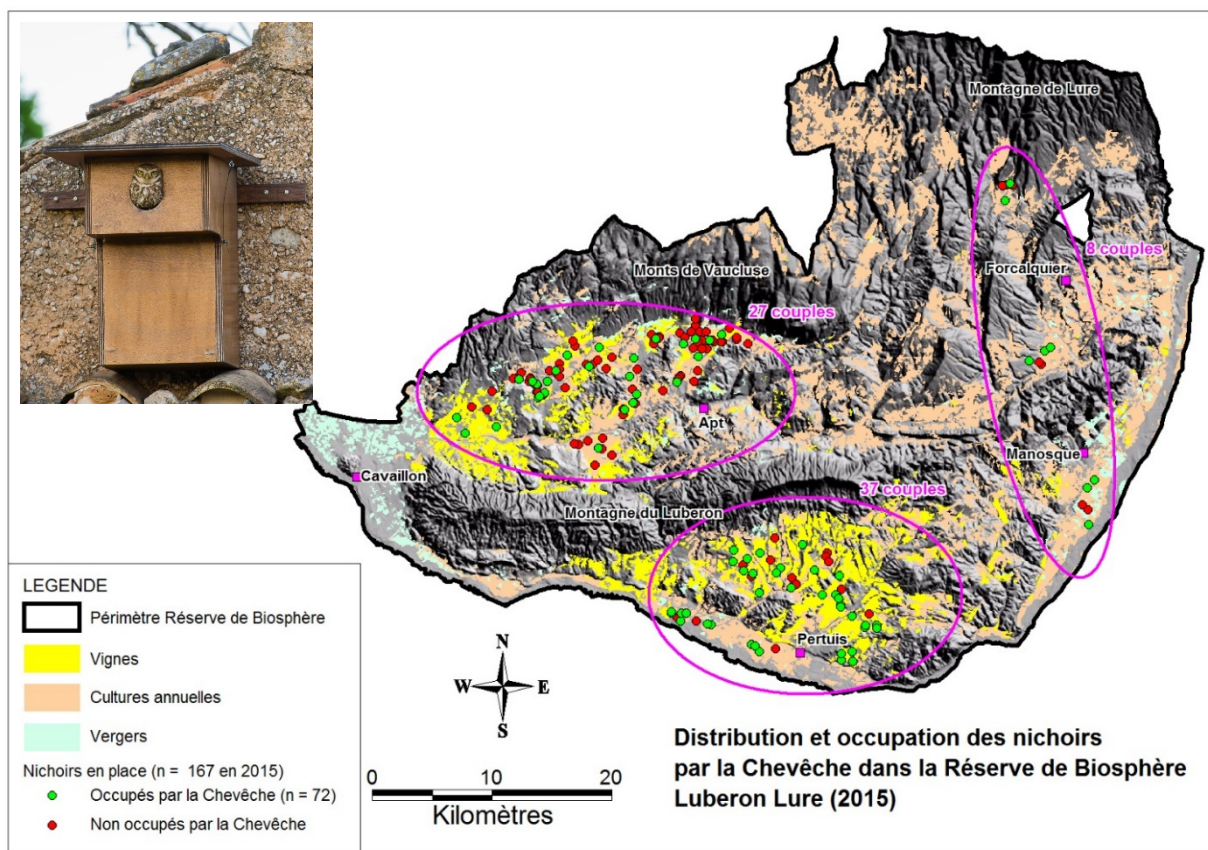 Montagne de Lure
Monts de Vaucluse
Forcalquier
8 couples
27 couples
Apt
Manosque
Cavaillon
37 couples
Montagne du Luberon
Pertuis
LEGENDE
Périmètre Réserve de Biosphère
Vignes
Cultures annuelles
Vergers
Nichoirs en place (n = 167 en 2015)
Occupés par la Chevêche (n = 72)
Non occupés par la Chevêche
N
W E
S
0 10 20
Kilomètres
Distribution et occupation des nichoirs
par la Chevêche dans la Réserve de Biosphère
Luberon Lure (2015)